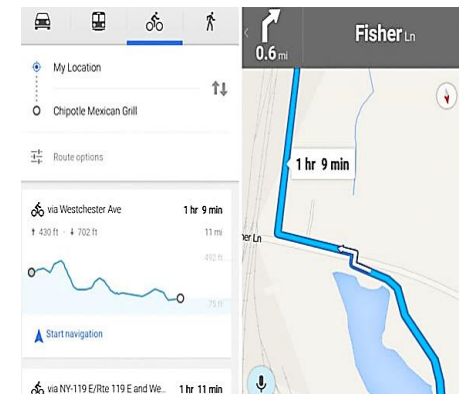 My Location
Chipotle Mexican Grill
Route options
via Westchester Ave 1 hr 9 min
↑ 430 ft · ↓ 702 ft 11 mi
492 ft
75 ft
Start navigation
via NY-119 E/Rte 119 E and We... 1 hr 11 min
0.6 mi
Fisher Ln
1 hr 9 min
her Ln